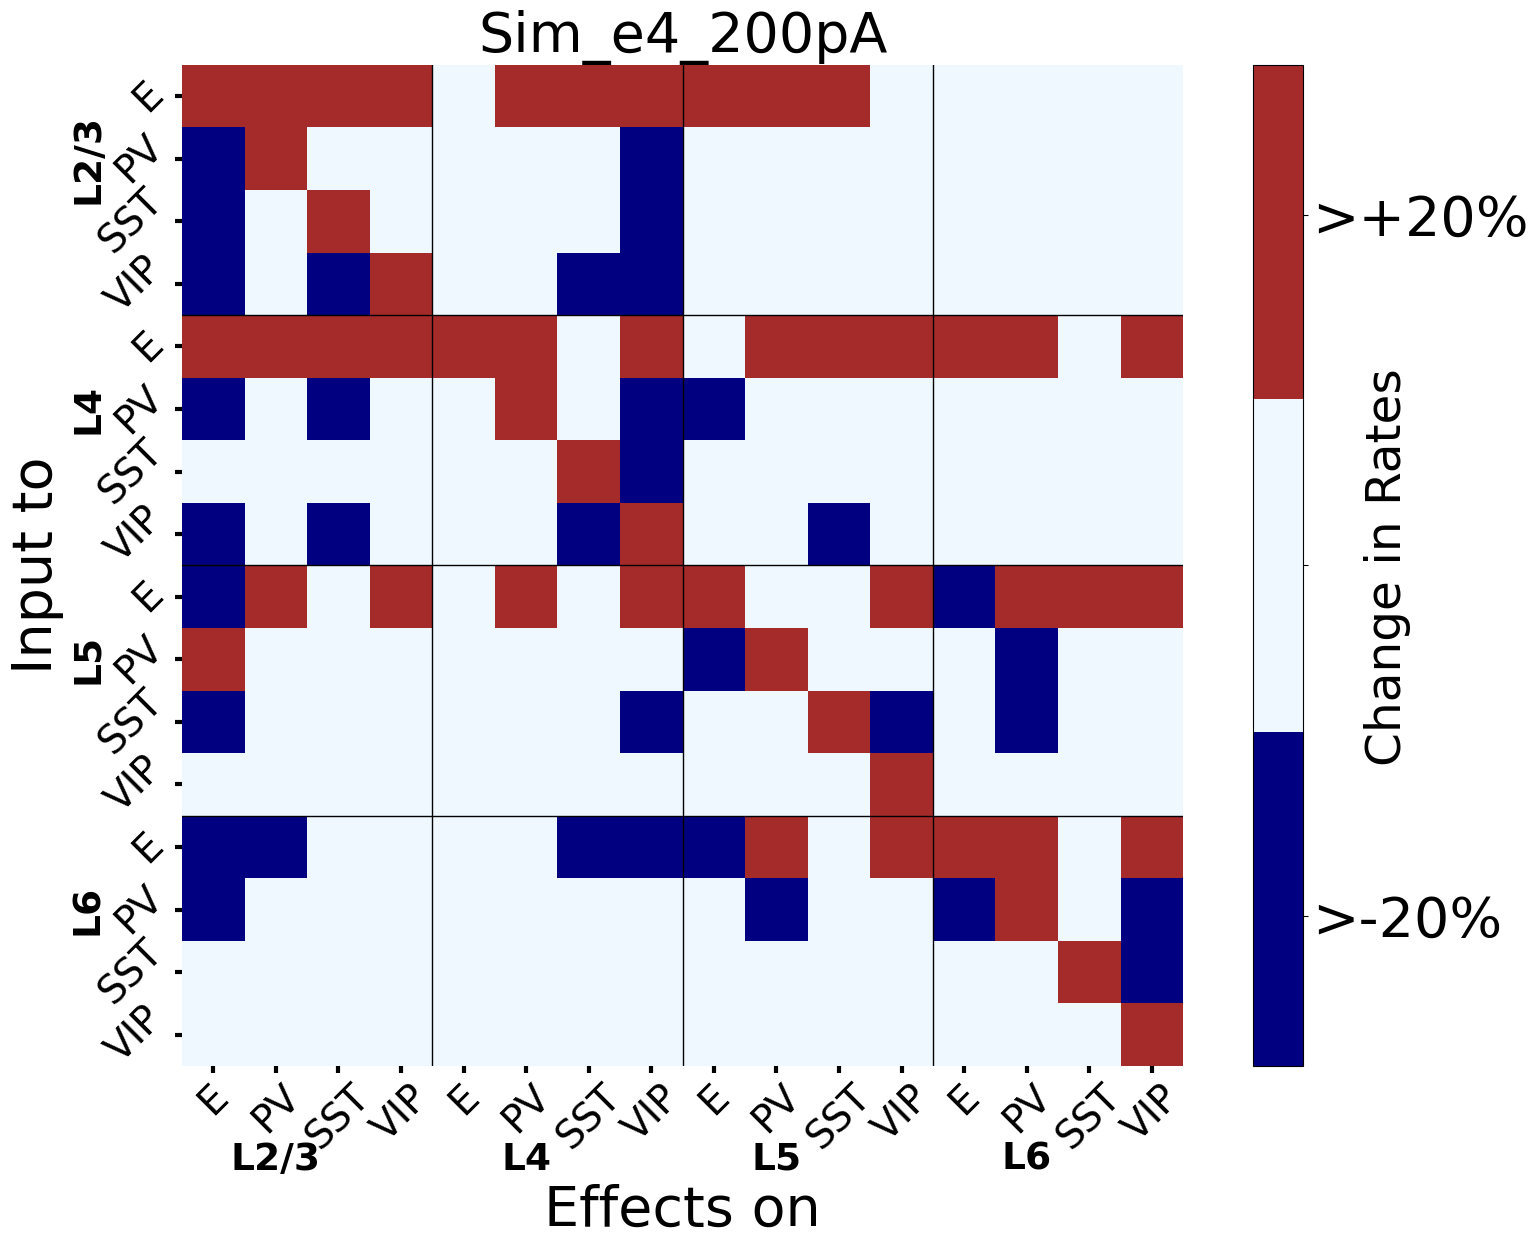 Sim_e4_200pA
Input to
L2/3
E
PV
SST
VIP
L4
E
PV
SST
VIP
L5
E
PV
SST
VIP
L6
E
PV
SST
VIP
E PV SST VIP E PV SST VIP E PV SST VIP E PV SST VIP
L2/3 L4 L5 L6
Effects on
>+20%
>-20%
Change in Rates